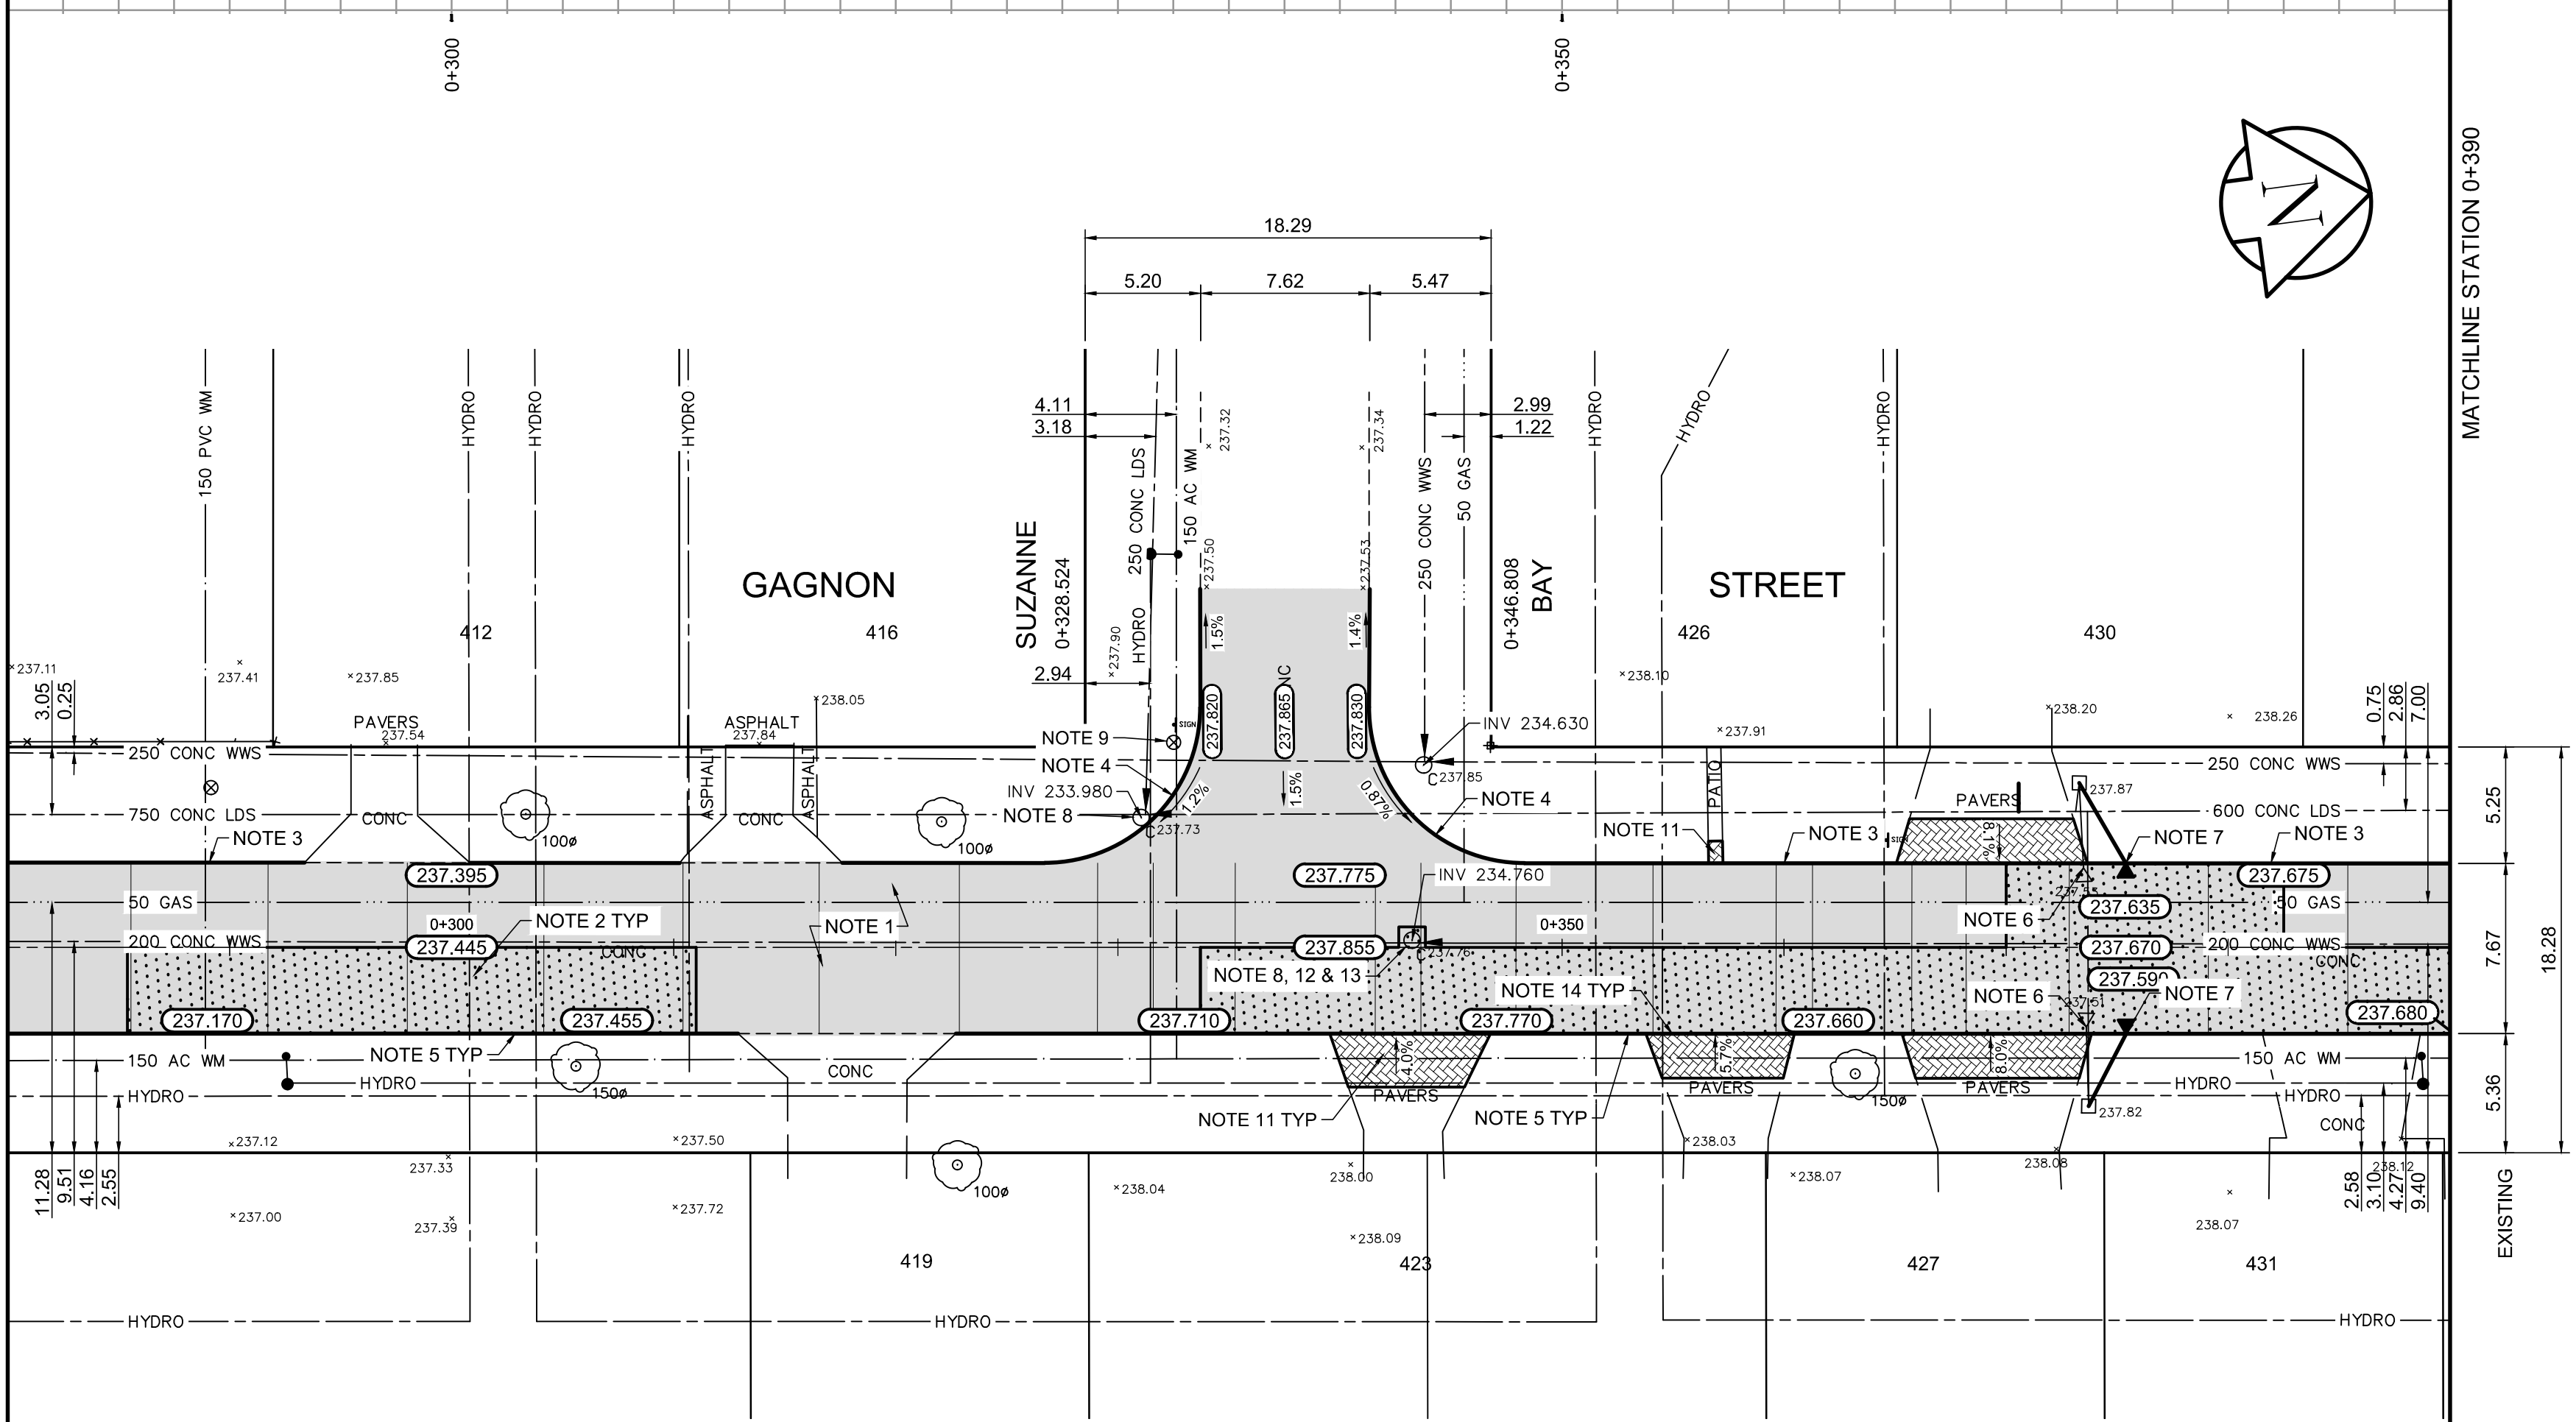 0+300
0+350
MATCHLINE STATION 0+390
N
18.29
5.20
7.62
5.47
4.11
3.18
2.99
1.22
237.32
237.34
150 PVC WM
HYDRO
HYDRO
HYDRO
250 CONC LDS
150 AC WM
250 CONC WWS
50 GAS
HYDRO
HYDRO
HYDRO
237.50
237.53
GAGNON
SUZANNE
0+328.524
0+346.808
BAY
STREET
412
416
426
430
HYDRO
237.90
1.5%
1.4%
2.94
237.11
237.41
237.85
238.05
238.10
238.20
238.26
3.05
0.25
0.75
2.86
7.00
PAVERS
237.54
ASPHALT
237.84
SIGN
237.820
237.865
237.830
INV 234.630
237.91
NOTE 9
250 CONC WWS
250 CONC WWS
NOTE 4
ASPHALT
ASPHALT
PATIO
1.5%
C
237.85
237.87
INV 233.980
1.2%
0.87%
NOTE 4
PAVERS
600 CONC LDS
750 CONC LDS
CONC
CONC
NOTE 8
C
237.73
NOTE 3
100ø
100ø
NOTE 11
NOTE 3
SIGN
8.1%
NOTE 7
NOTE 3
5.25
237.395
237.775
INV 234.760
237.675
50 GAS
237.635
50 GAS
0+300
NOTE 2 TYP
NOTE 1
0+350
NOTE 6
200 CONC WWS
237.445
CONC
237.855
C
237.76
237.670
200 CONC WWS
CONC
NOTE 8, 12 & 13
237.590
7.67
18.28
NOTE 14 TYP
NOTE 6
237.51
NOTE 7
237.170
237.455
237.710
237.770
237.660
237.680
150 AC WM
NOTE 5 TYP
CONC
4.0%
5.7%
8.0%
150 AC WM
HYDRO
HYDRO
HYDRO
150ø
PAVERS
PAVERS
PAVERS
HYDRO
150ø
NOTE 11 TYP
NOTE 5 TYP
237.82
CONC
5.36
237.12
237.50
238.03
237.33
238.00
238.08
238.12
11.28
9.51
4.16
2.55
100ø
238.04
238.07
2.58
3.10
4.27
9.40
237.00
237.39
237.72
238.09
238.07
EXISTING
419
423
427
431
HYDRO
HYDRO
HYDRO